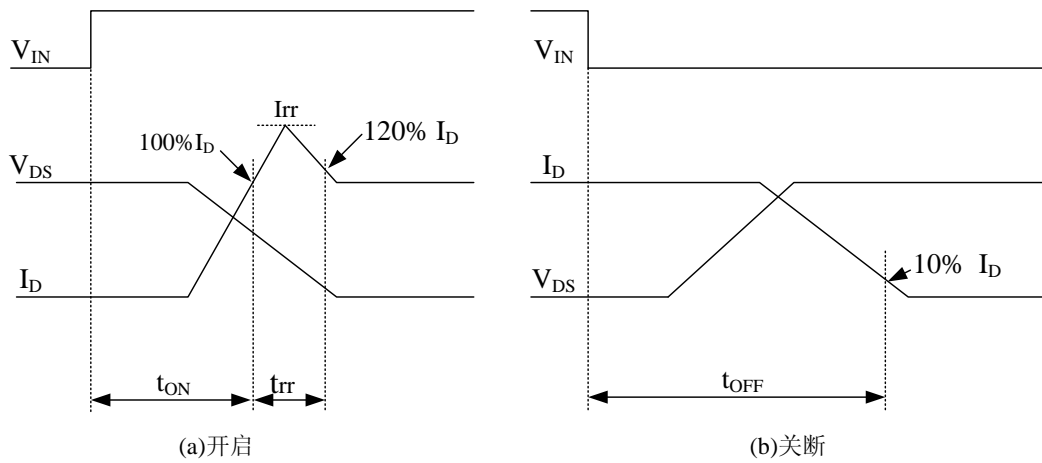 V_IN
Irr
100% I_D
120% I_D
V_DS
I_D
t_ON
trr
(a)开启
V_IN
I_D
V_DS
10% I_D
t_OFF
(b)关断